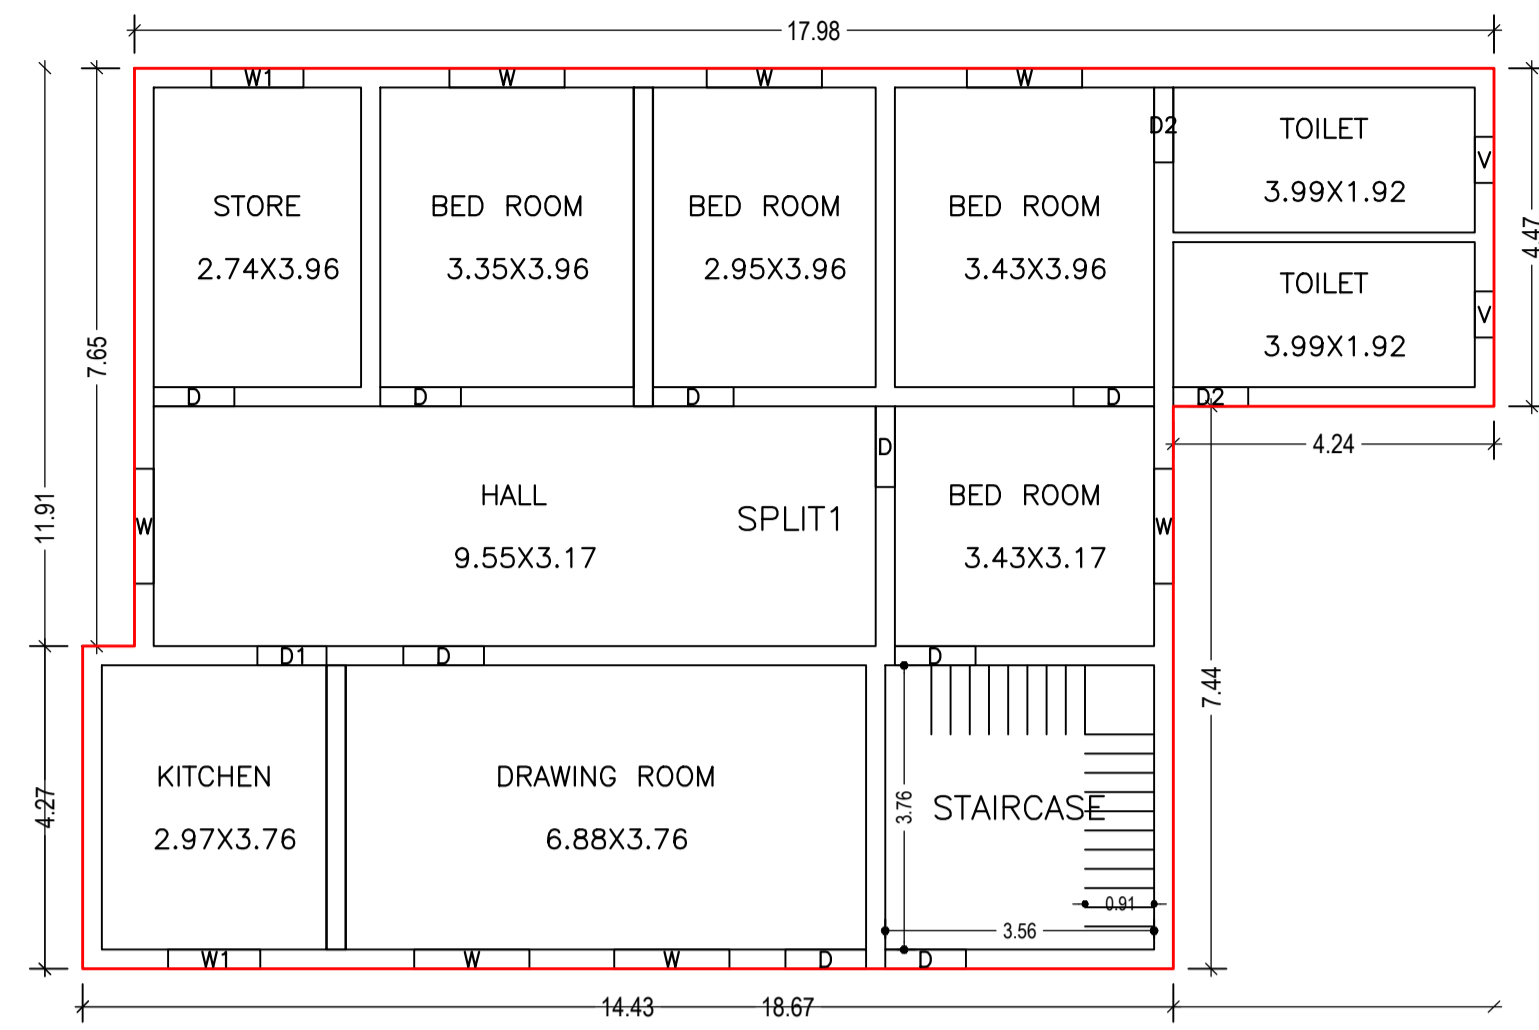 17.98
W1
W
W
W
D2
TOILET
3.99X1.92
V
STORE
2.74X3.96
BED ROOM
3.35X3.96
BED ROOM
2.95X3.96
BED ROOM
3.43X3.96
4.47
TOILET
3.99X1.92
V
7.65
D
D
D
D
D2
4.24
11.91
W
HALL
9.55X3.17
SPLIT1
D
BED ROOM
3.43X3.17
W
D1
D
D
7.44
4.27
KITCHEN
2.97X3.76
DRAWING ROOM
6.88X3.76
3.76
STAIRCASE
0.91
3.56
W1
W
W
D
D
14.43
18.67